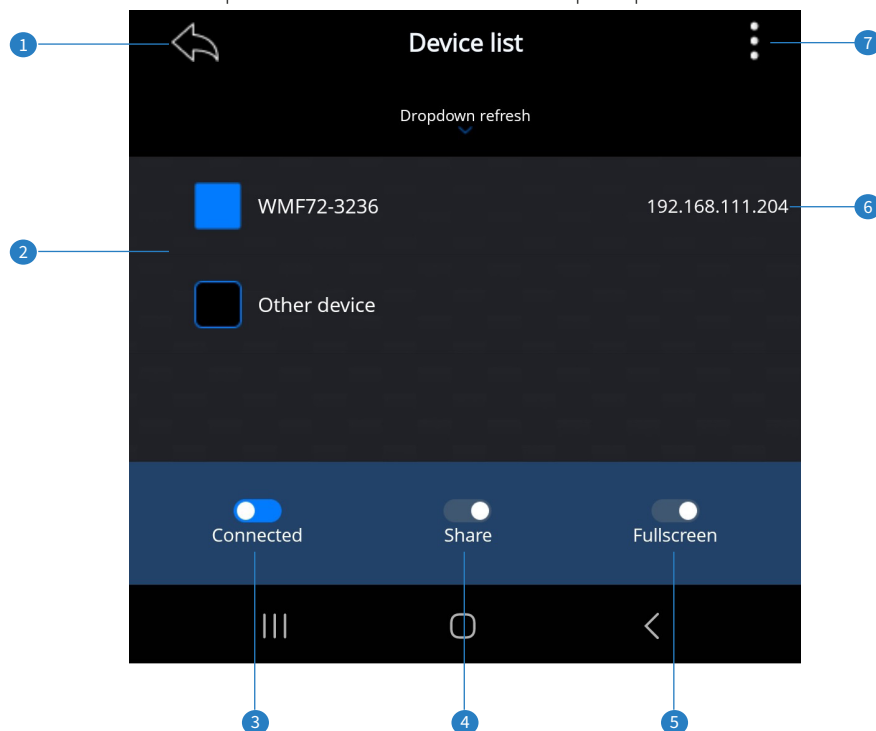 1
Device list
7
Dropdown refresh
WMF72-3236
192.168.111.204
6
2
Other device
Connected
Share
Fullscreen
3
4
5